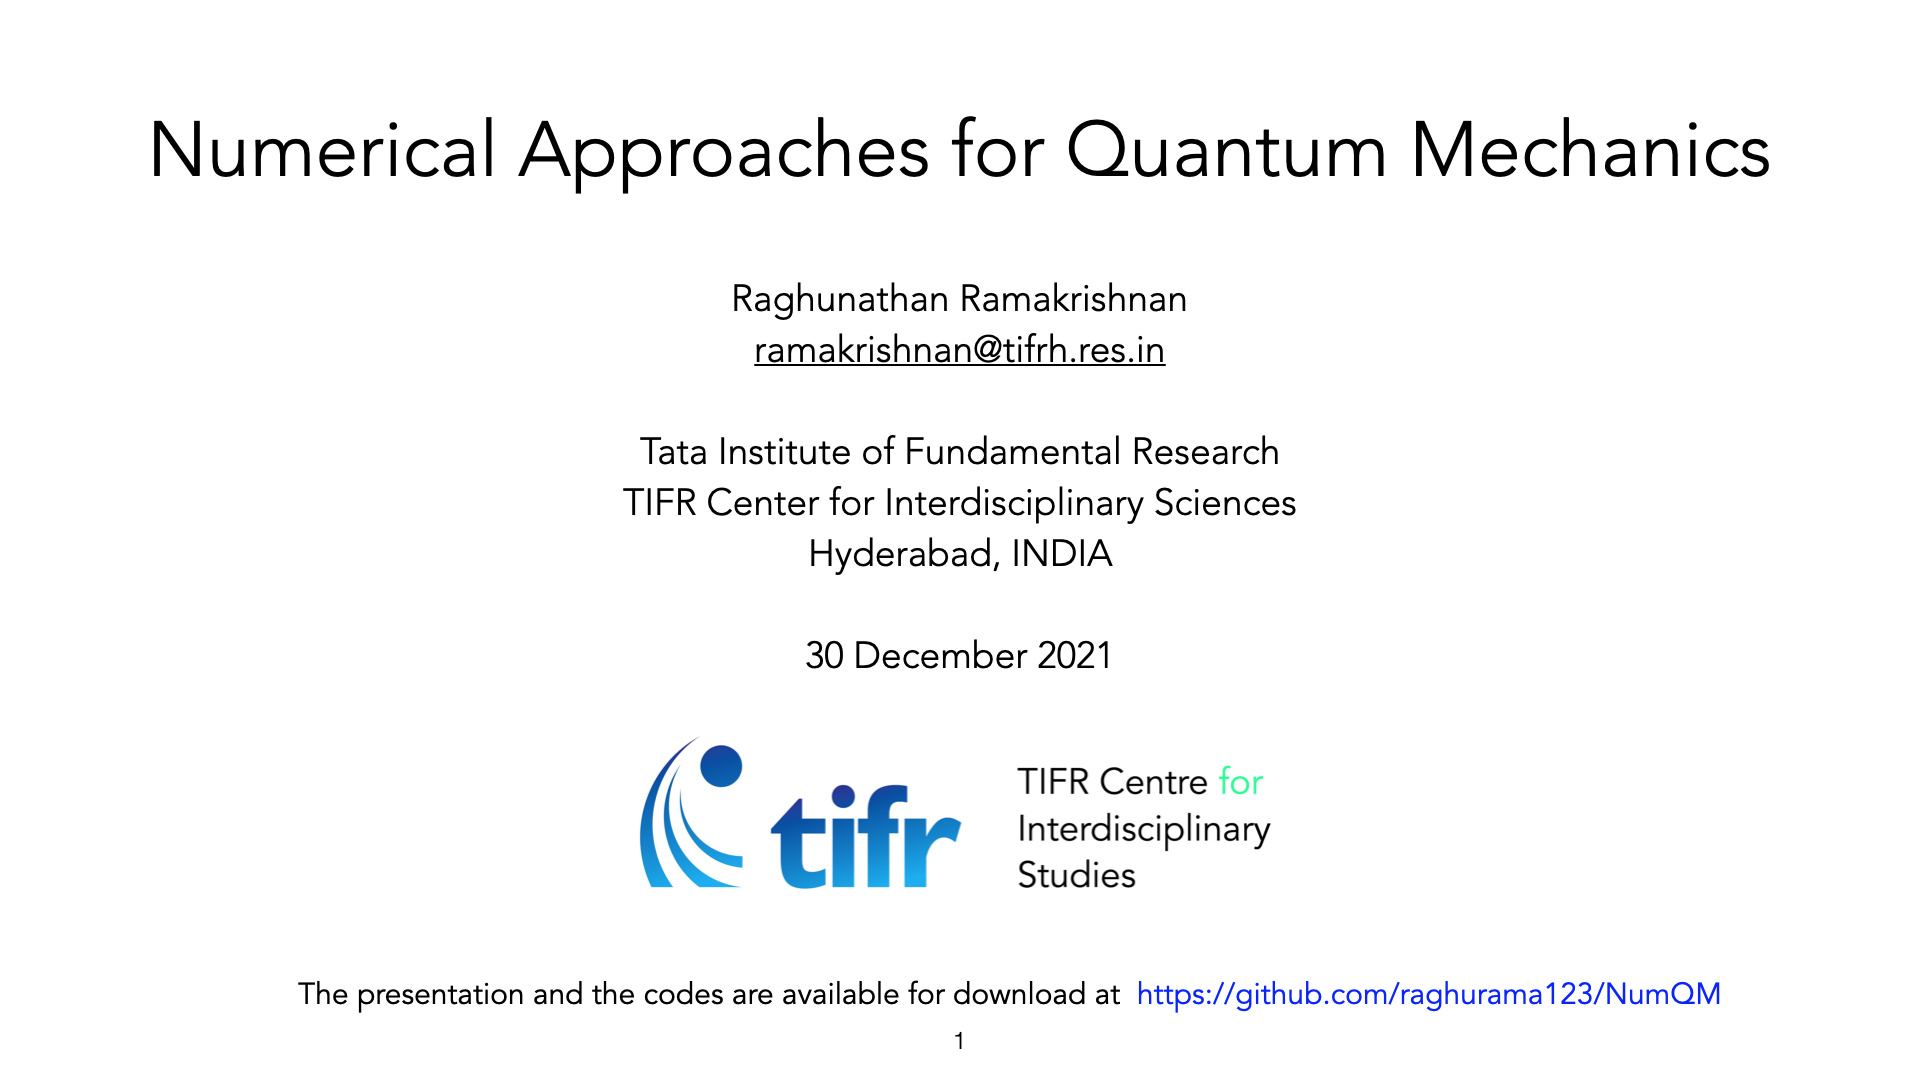 Numerical Approaches for Quantum Mechanics
Raghunathan Ramakrishnan
ramakrishnan@tifrh.res.in
Tata Institute of Fundamental Research
TIFR Center for Interdisciplinary Sciences
Hyderabad, INDIA
30 December 2021
tifr
TIFR Centre for
Interdisciplinary
Studies
The presentation and the codes are available for download at https://github.com/raghurama123/NumQM
1